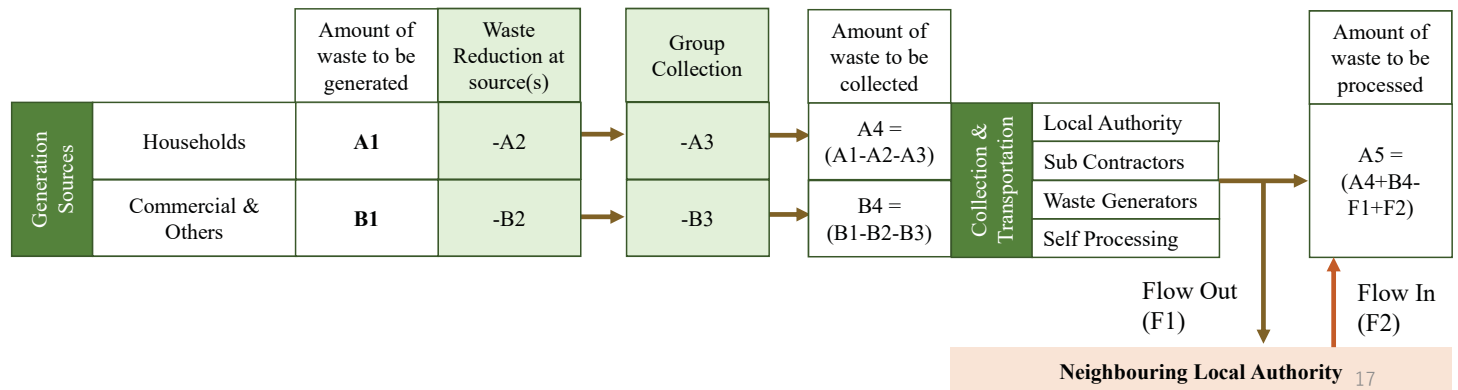 Amount of
waste to be
generated
Waste
Reduction at
source(s)
Group
Collection
Amount of
waste to be
collected
Amount of
waste to be
processed
Generation
Sources
Households
A1
-A2
-A3
A4 =
(A1-A2-A3)
Commercial &
Others
B1
-B2
-B3
B4 =
(B1-B2-B3)
Collection &
Transportation
Local Authority
Sub Contractors
Waste Generators
Self Processing
A5 =
(A4+B4-
F1+F2)
Flow Out
(F1)
Flow In
(F2)
Neighbouring Local Authority
17